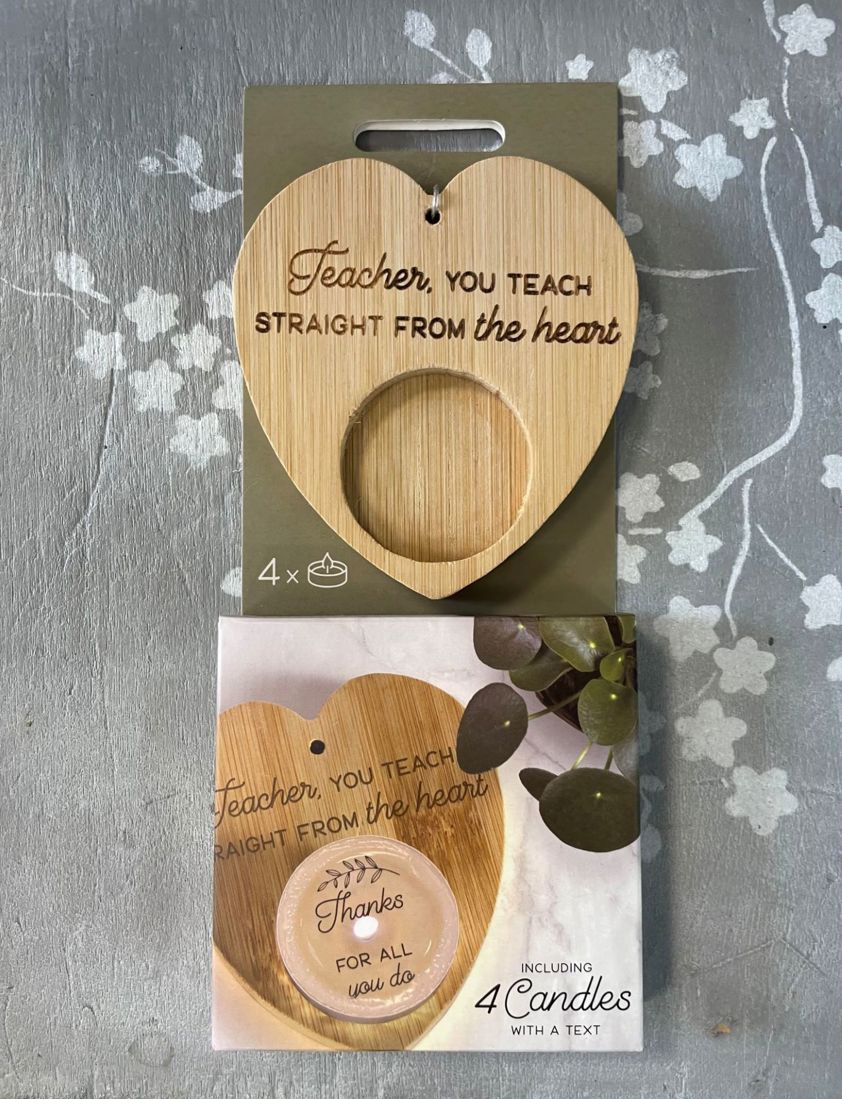 Teacher, YOU TEACH
STRAIGHT FROM the heart
4x
Teacher, YOU TEACH
RAIGHT FROM the heart
Thanks
FOR ALL
you do
INCLUDING
4 Candles
WITH A TEXT